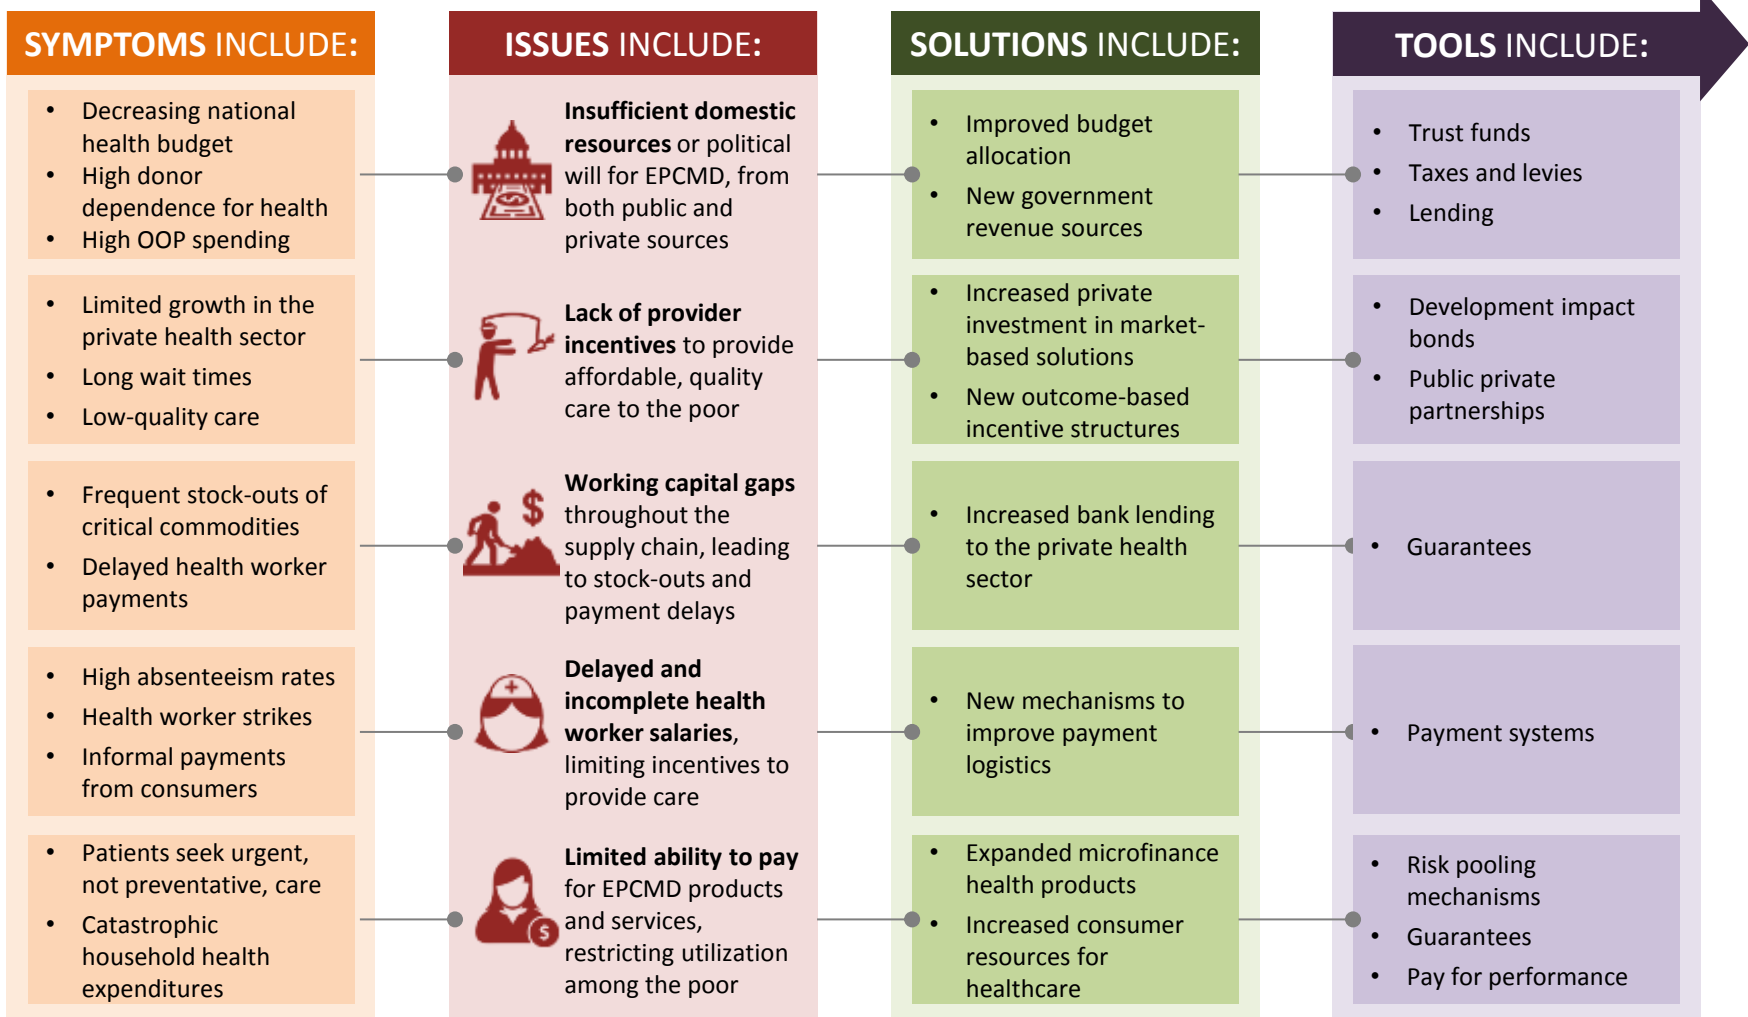 SYMPTOMS INCLUDE:
• Decreasing national
health budget
• High donor
dependence for health
• High OOP spending
• Limited growth in the
private health sector
• Long wait times
• Low-quality care
• Frequent stock-outs of
critical commodities
• Delayed health worker
payments
• High absenteeism rates
• Health worker strikes
• Informal payments
from consumers
• Patients seek urgent,
not preventative, care
• Catastrophic
household health
expenditures
ISSUES INCLUDE:
Insufficient domestic
resources or political
will for EPCMD, from
both public and
private sources
Lack of provider
incentives to provide
affordable, quality
care to the poor
$
Working capital gaps
throughout the
supply chain, leading
to stock-outs and
payment delays
Delayed and
incomplete health
worker salaries,
limiting incentives to
provide care
$
Limited ability to pay
for EPCMD products
and services,
restricting utilization
among the poor
SOLUTIONS INCLUDE:
• Improved budget
allocation
• New government
revenue sources
• Increased private
investment in market-
based solutions
• New outcome-based
incentive structures
• Increased bank lending
to the private health
sector
• New mechanisms to
improve payment
logistics
• Expanded microfinance
health products
• Increased consumer
resources for
healthcare
TOOLS INCLUDE:
• Trust funds
• Taxes and levies
• Lending
• Development impact
bonds
• Public private
partnerships
• Guarantees
• Payment systems
• Risk pooling
mechanisms
• Guarantees
• Pay for performance